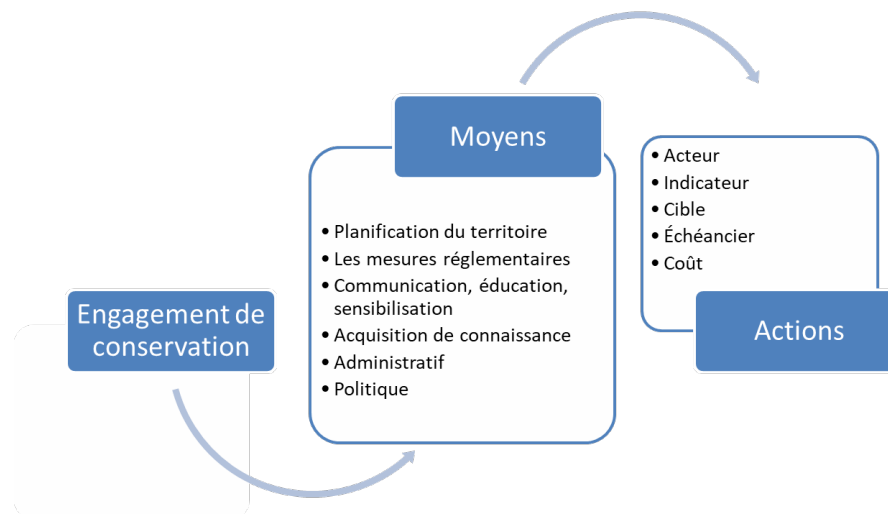 Engagement de
conservation
Moyens
• Planification du territoire
• Les mesures réglementaires
• Communication, éducation,
sensibilisation
• Acquisition de connaissance
• Administratif
• Politique
• Acteur
• Indicateur
• Cible
• Échéancier
• Coût
Actions